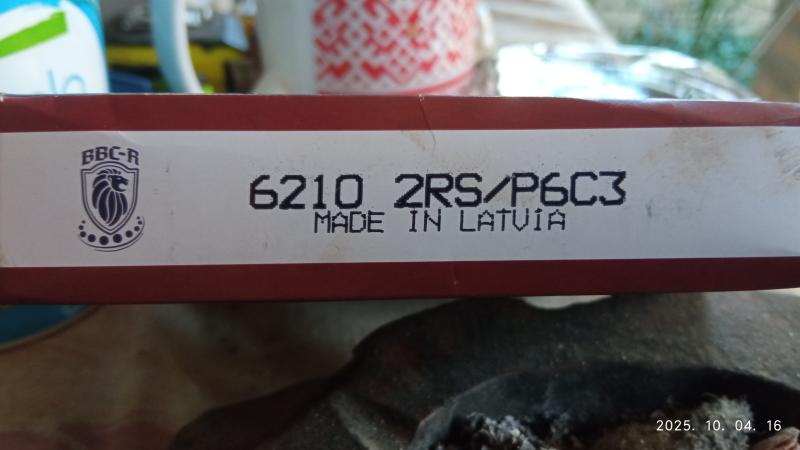 BBC-R
6210 2RS/P6C3
MADE IN LATViA
2025. 10. 04. 16